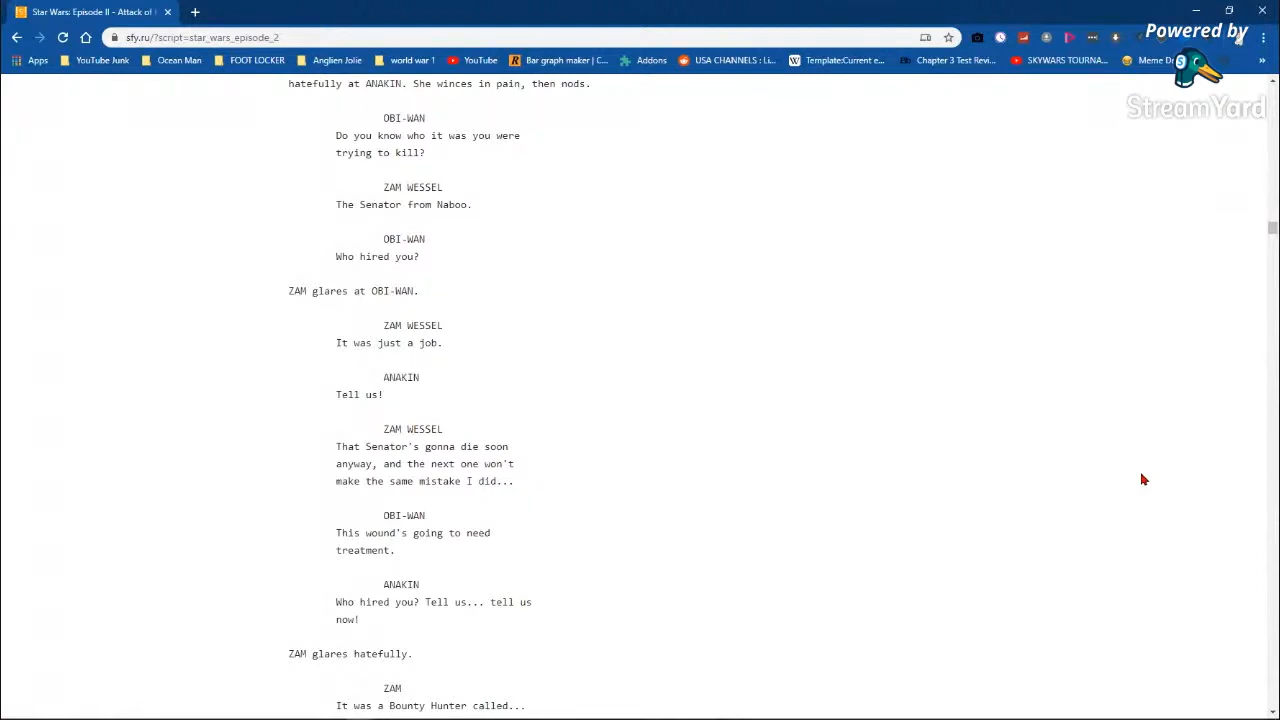 Star Wars: Episode II - Attack of
sfy.ru/?script=star_wars_episode_2
Powered by
Apps YouTube Junk Ocean Man FOOT LOCKER Anglien Jolie world war 1 YouTube Bar graph maker | C... Addons USA CHANNELS : Li... Template:Current e... Chapter 3 Test Revi... SKYWARS TOURNA...
StreamYard
hatefully at ANAKIN. She winces in pain, then nods.
OBI-WAN
Do you know who it was you were
trying to kill?
ZAM WESSEL
The Senator from Naboo.
OBI-WAN
Who hired you?
ZAM glares at OBI-WAN.
ZAM WESSEL
It was just a job.
ANAKIN
Tell us!
ZAM WESSEL
That Senator's gonna die soon
anyway, and the next one won't
make the same mistake I did...
OBI-WAN
This wound's going to need
treatment.
ANAKIN
Who hired you? Tell us... tell us
now!
ZAM glares hatefully.
ZAM
It was a Bounty Hunter called...